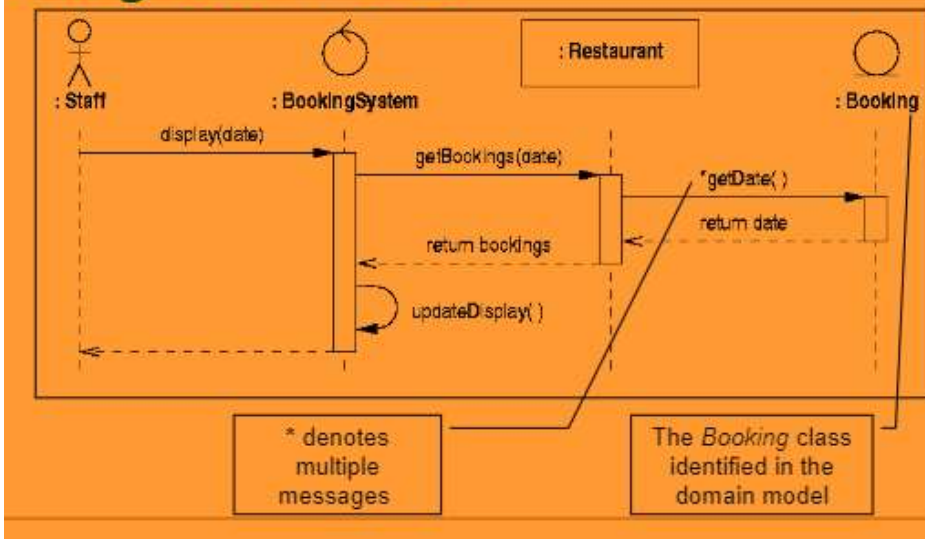 : Staff
: BookingSystem
: Restaurant
: Booking
display(date)
getBookings(date)
*getDate( )
return date
return bookings
updateDisplay( )
* denotes
multiple
messages
The Booking class
identified in the
domain model